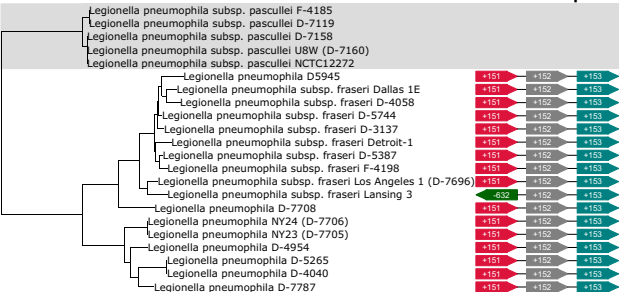 Legionella pneumophila subsp. pascullei F-4185
Legionella pneumophila subsp. pascullei D-7119
Legionella pneumophila subsp. pascullei D-7158
Legionella pneumophila subsp. pascullei U8W (D-7160)
Legionella pneumophila subsp. pascullei NCTC12272
Legionella pneumophila D5945 +151 +152 +153
Legionella pneumophila subsp. fraseri Dallas 1E +151 +152 +153
Legionella pneumophila subsp. fraseri D-4058 +151 +152 +153
Legionella pneumophila subsp. fraseri D-5744 +151 +152 +153
Legionella pneumophila subsp. fraseri D-3137 +151 +152 +153
Legionella pneumophila subsp. fraseri Detroit-1 +151 +152 +153
Legionella pneumophila subsp. fraseri D-5387 +151 +152 +153
Legionella pneumophila subsp. fraseri F-4198 +151 +152 +153
Legionella pneumophila subsp. fraseri Los Angeles 1 (D-7696) +151 +152 +153
Legionella pneumophila subsp. fraseri Lansing 3 -632 +152 +153
Legionella pneumophila D-7708 +151 +152 +153
Legionella pneumophila NY24 (D-7706) +151 +152 +153
Legionella pneumophila NY23 (D-7705) +151 +152 +153
Legionella pneumophila D-4954 +151 +152 +153
Legionella pneumophila D-5265 +151 +152 +153
Legionella pneumophila D-4040 +151 +152 +153
Legionella pneumophila D-7787 +151 +152 +153